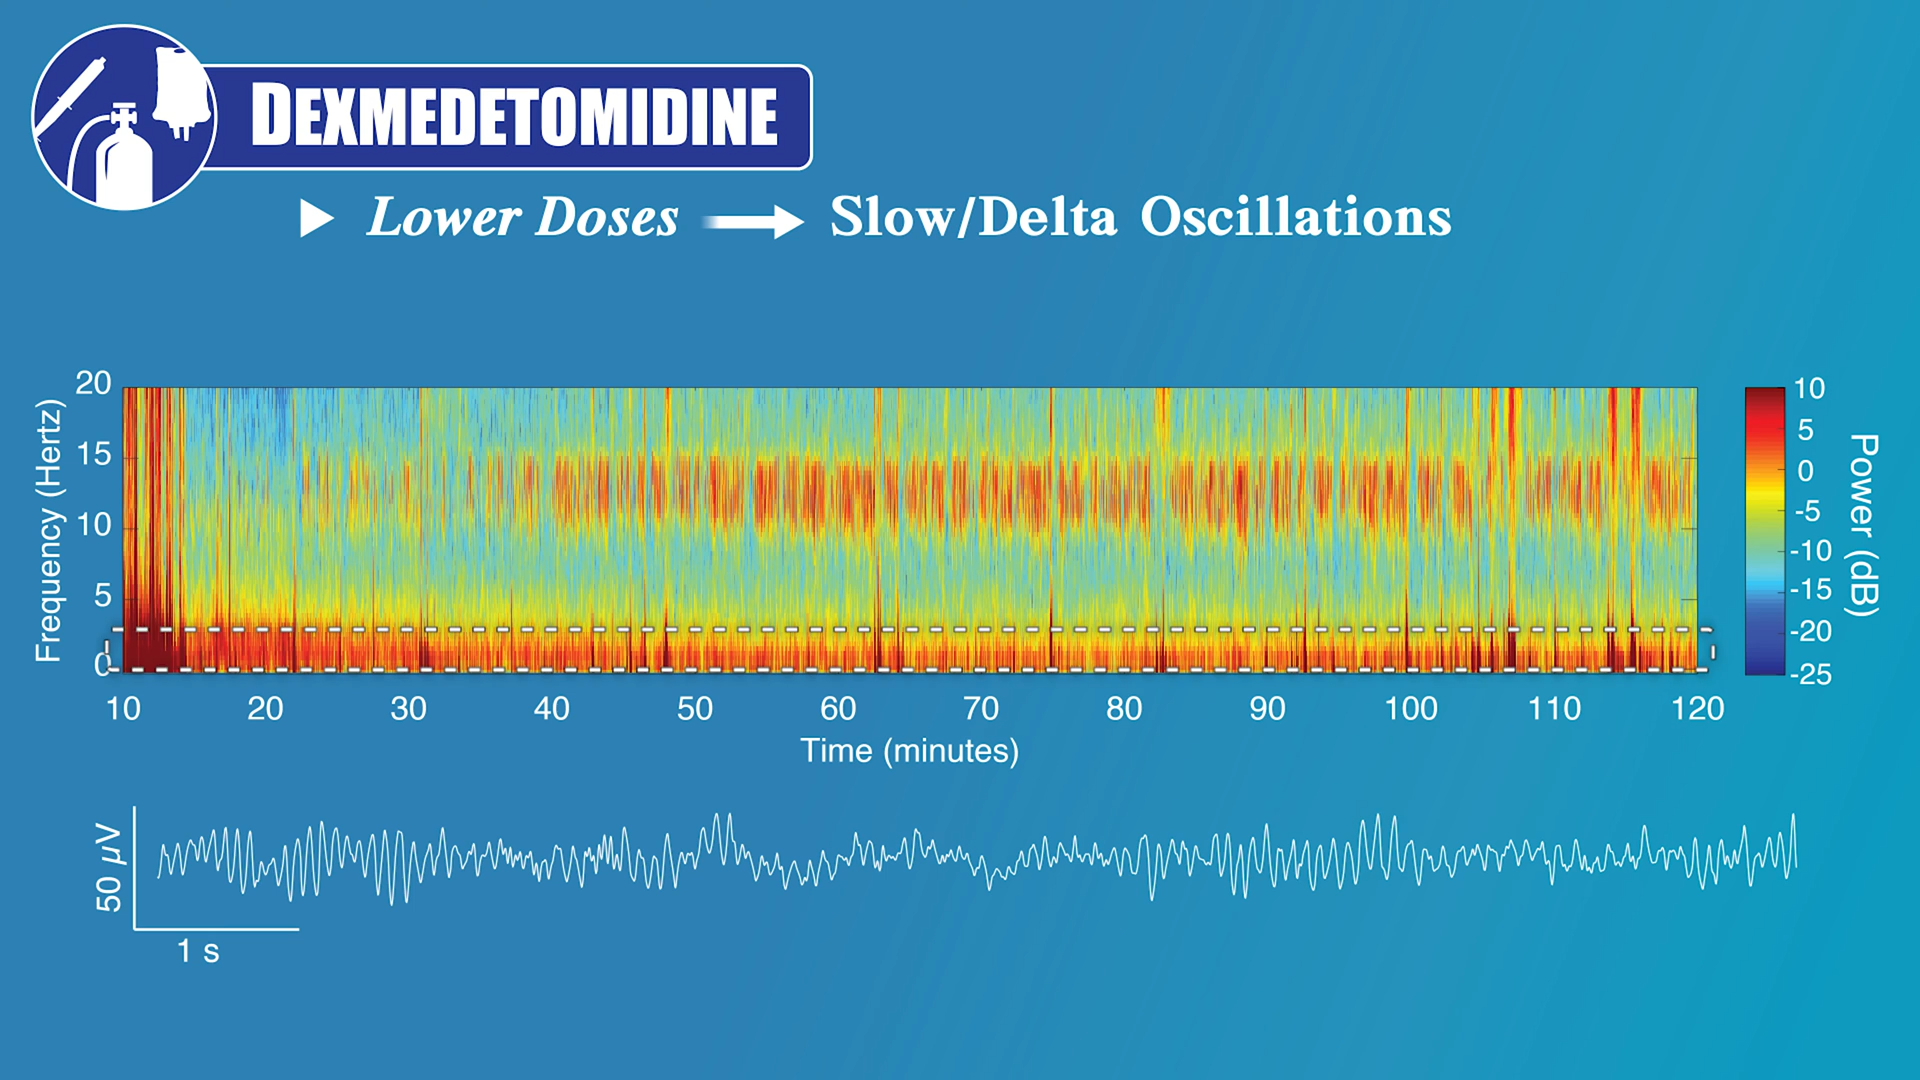 DEXMEDETOMIDINE
Lower Doses
Slow/Delta Oscillations
Frequency (Hertz)
20
15
10
5
0
10 20 30 40 50 60 70 80 90 100 110 120
Time (minutes)
10
5
0
-5
-10
-15
-20
-25
Power (dB)
50 µV
1 s